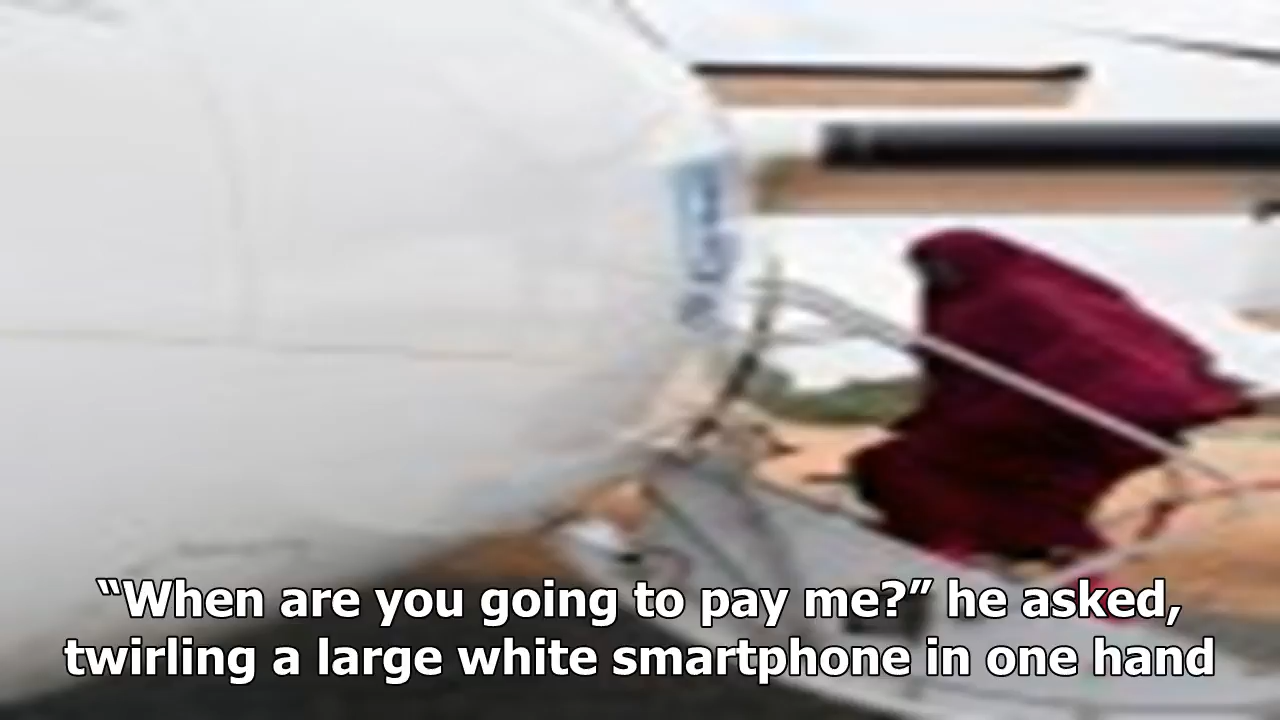 “When are you going to pay me?” he asked,
twirling a large white smartphone in one hand